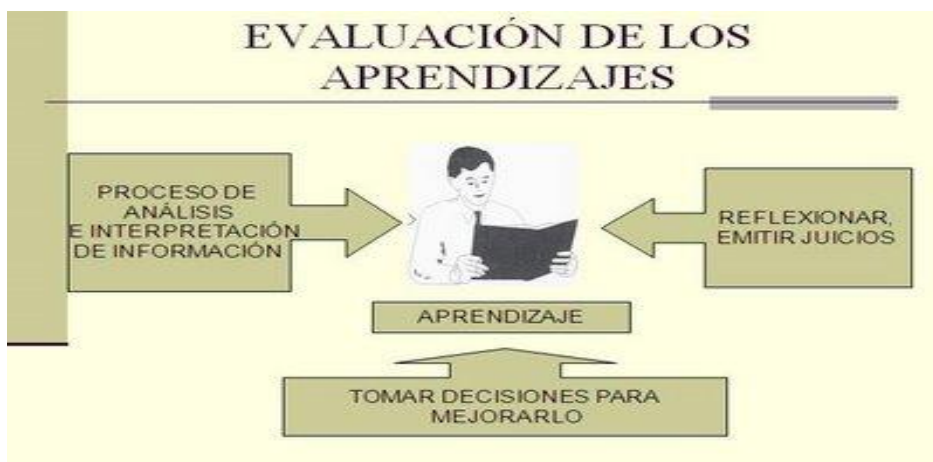 EVALUACIÓN DE LOS
APRENDIZAJES
PROCESO DE
ANÁLISIS
E INTERPRETACIÓN
DE INFORMACIÓN
REFLEXIONAR,
EMITIR JUICIOS
APRENDIZAJE
TOMAR DECISIONES PARA
MEJORARLO